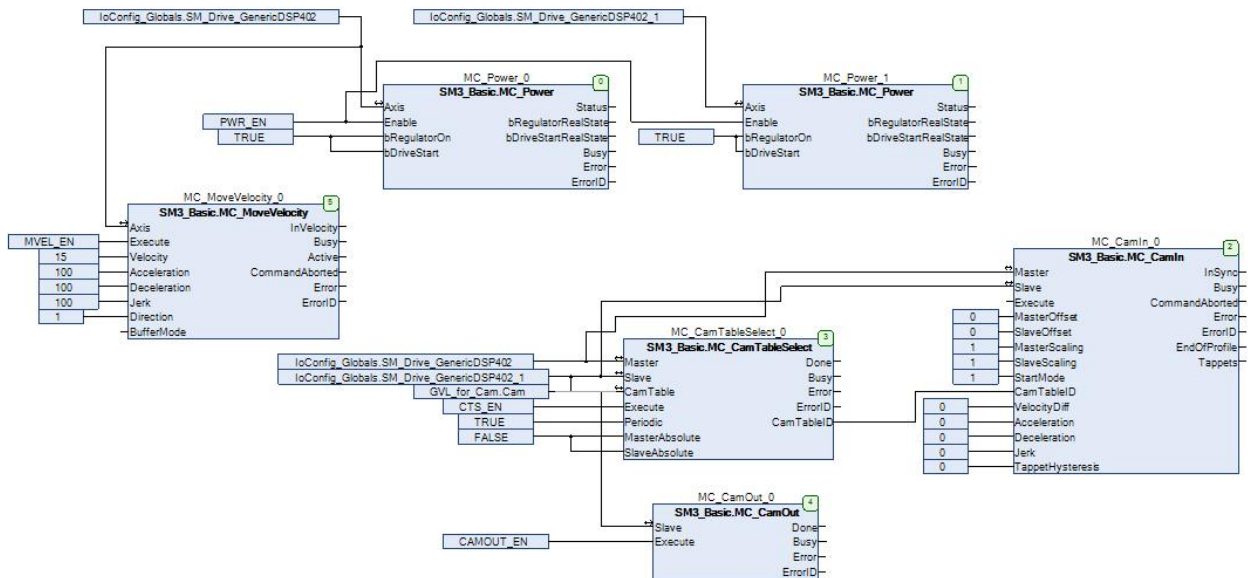 IoConfig_Globals.SM_Drive_GenericDSP402
IoConfig_Globals.SM_Drive_GenericDSP402_1
MC_Power_0
0
SM3_Basic.MC_Power
Axis
Status
PWR_EN
Enable
bRegulatorRealState
TRUE
bRegulatorOn
bDriveStartRealState
bDriveStart
Busy
Error
ErrorID
MC_Power_1
1
SM3_Basic.MC_Power
Axis
Status
Enable
bRegulatorRealState
TRUE
bRegulatorOn
bDriveStartRealState
bDriveStart
Busy
Error
ErrorID
MC_MoveVelocity_0
5
SM3_Basic.MC_MoveVelocity
Axis
InVelocity
MVEL_EN
Execute
Busy
15
Velocity
Active
100
Acceleration
CommandAborted
100
Deceleration
Error
100
Jerk
ErrorID
1
Direction
BufferMode
MC_CamIn_0
2
SM3_Basic.MC_CamIn
Master
InSync
Slave
Busy
Execute
CommandAborted
0
MasterOffset
Error
0
SlaveOffset
ErrorID
1
MasterScaling
EndOfProfile
1
SlaveScaling
Tappets
1
StartMode
CamTableID
0
VelocityDiff
0
Acceleration
0
Deceleration
0
Jerk
0
TappetHysteresis
MC_CamTableSelect_0
3
SM3_Basic.MC_CamTableSelect
IoConfig_Globals.SM_Drive_GenericDSP402
Master
Done
IoConfig_Globals.SM_Drive_GenericDSP402_1
Slave
Busy
GVL_for_Cam.Cam
CamTable
Error
CTS_EN
Execute
ErrorID
TRUE
Periodic
CamTableID
FALSE
MasterAbsolute
SlaveAbsolute
MC_CamOut_0
4
SM3_Basic.MC_CamOut
Slave
Done
CAMOUT_EN
Execute
Busy
Error
ErrorID